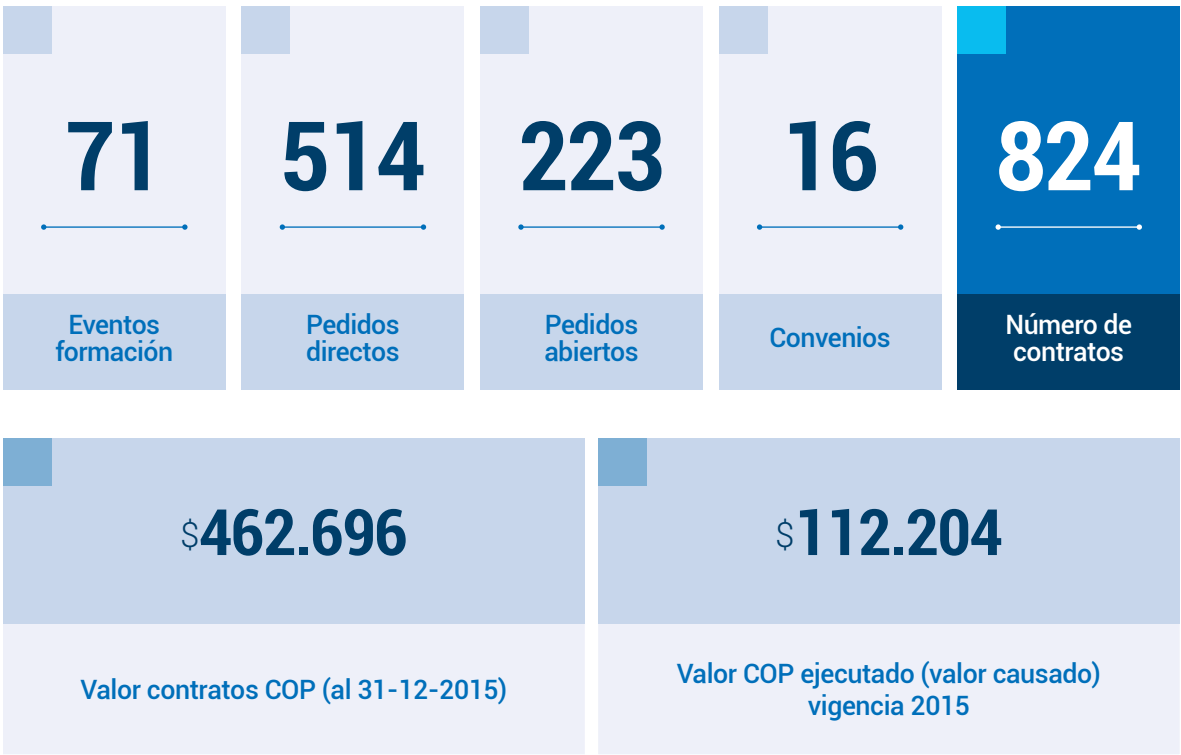 71
Eventos
formación
514
Pedidos
directos
223
Pedidos
abiertos
16
Convenios
824
Número de
contratos
$462.696
Valor contratos COP (al 31-12-2015)
$112.204
Valor COP ejecutado (valor causado)
vigencia 2015